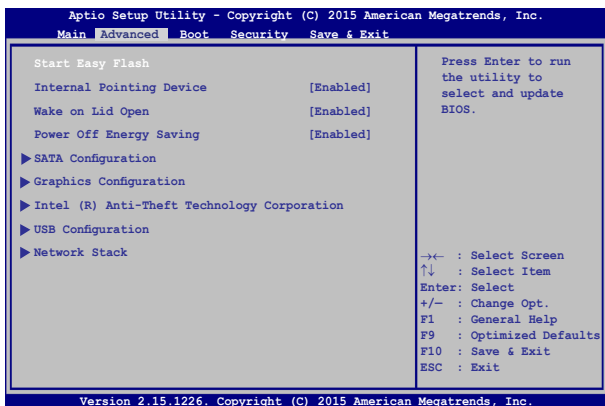 Aptio Setup Utility - Copyright (C) 2015 American Megatrends, Inc.
Main Advanced Boot Security Save & Exit
Start Easy Flash
Internal Pointing Device [Enabled]
Wake on Lid Open [Enabled]
Power Off Energy Saving [Enabled]
SATA Configuration
Graphics Configuration
Intel (R) Anti-Theft Technology Corporation
USB Configuration
Network Stack
Press Enter to run
the utility to
select and update
BIOS.
→← : Select Screen
↑↓ : Select Item
Enter: Select
+/— : Change Opt.
F1 : General Help
F9 : Optimized Defaults
F10 : Save & Exit
ESC : Exit
Version 2.15.1226. Copyright (C) 2015 American Megatrends, Inc.